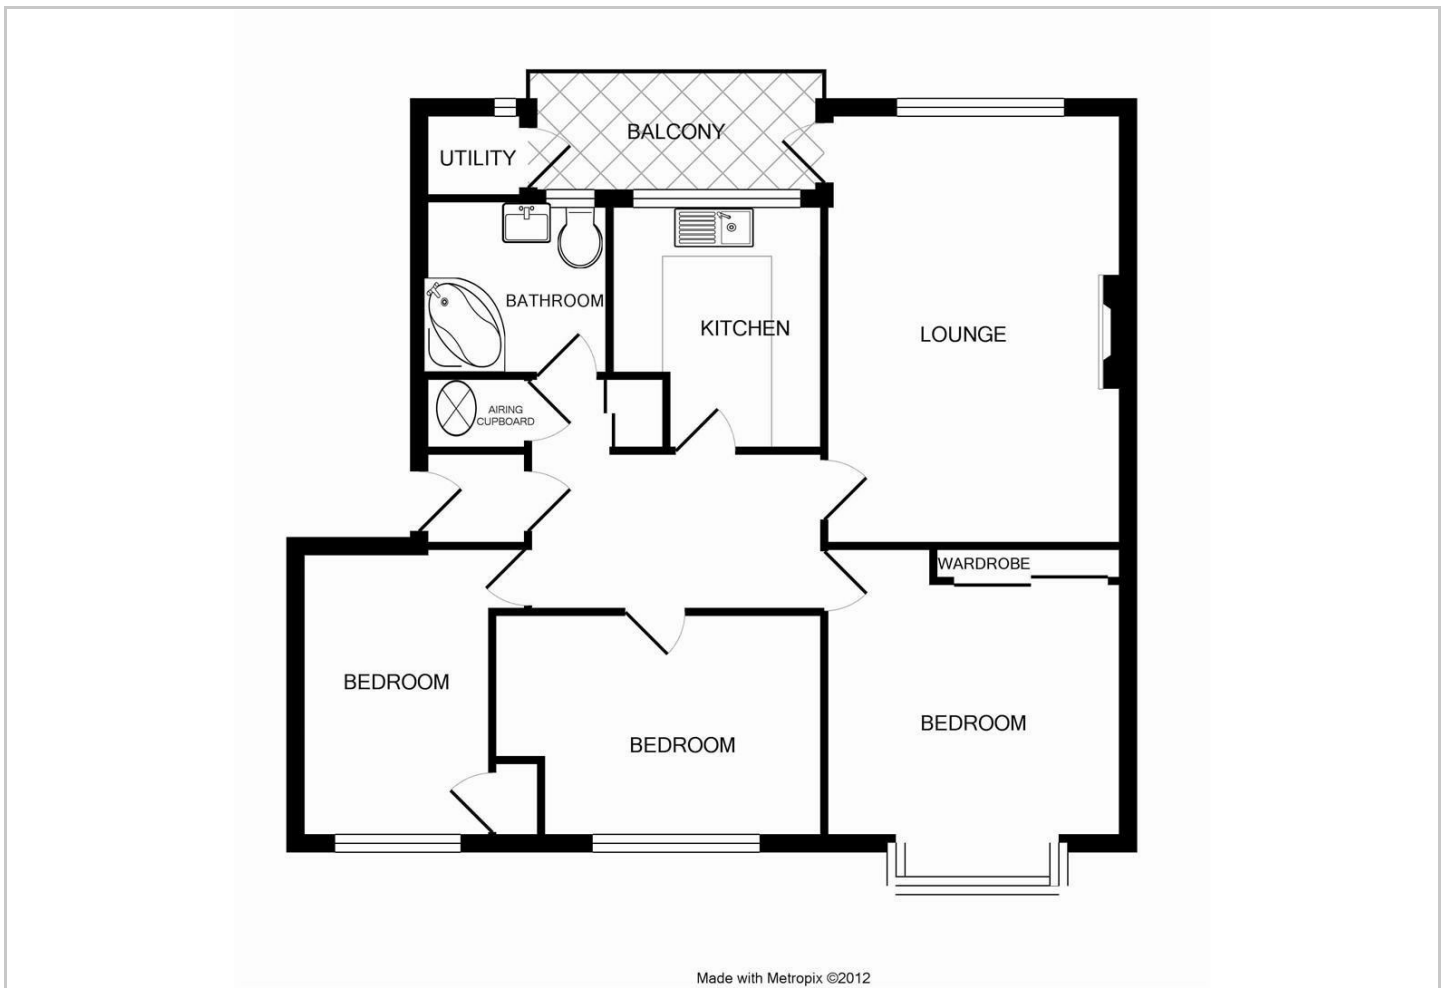 BALCONY
UTILITY
BATHROOM
KITCHEN
LOUNGE
AIRING
CUPBOARD
WARDROBE
BEDROOM
BEDROOM
BEDROOM
Made with Metropix ©2012